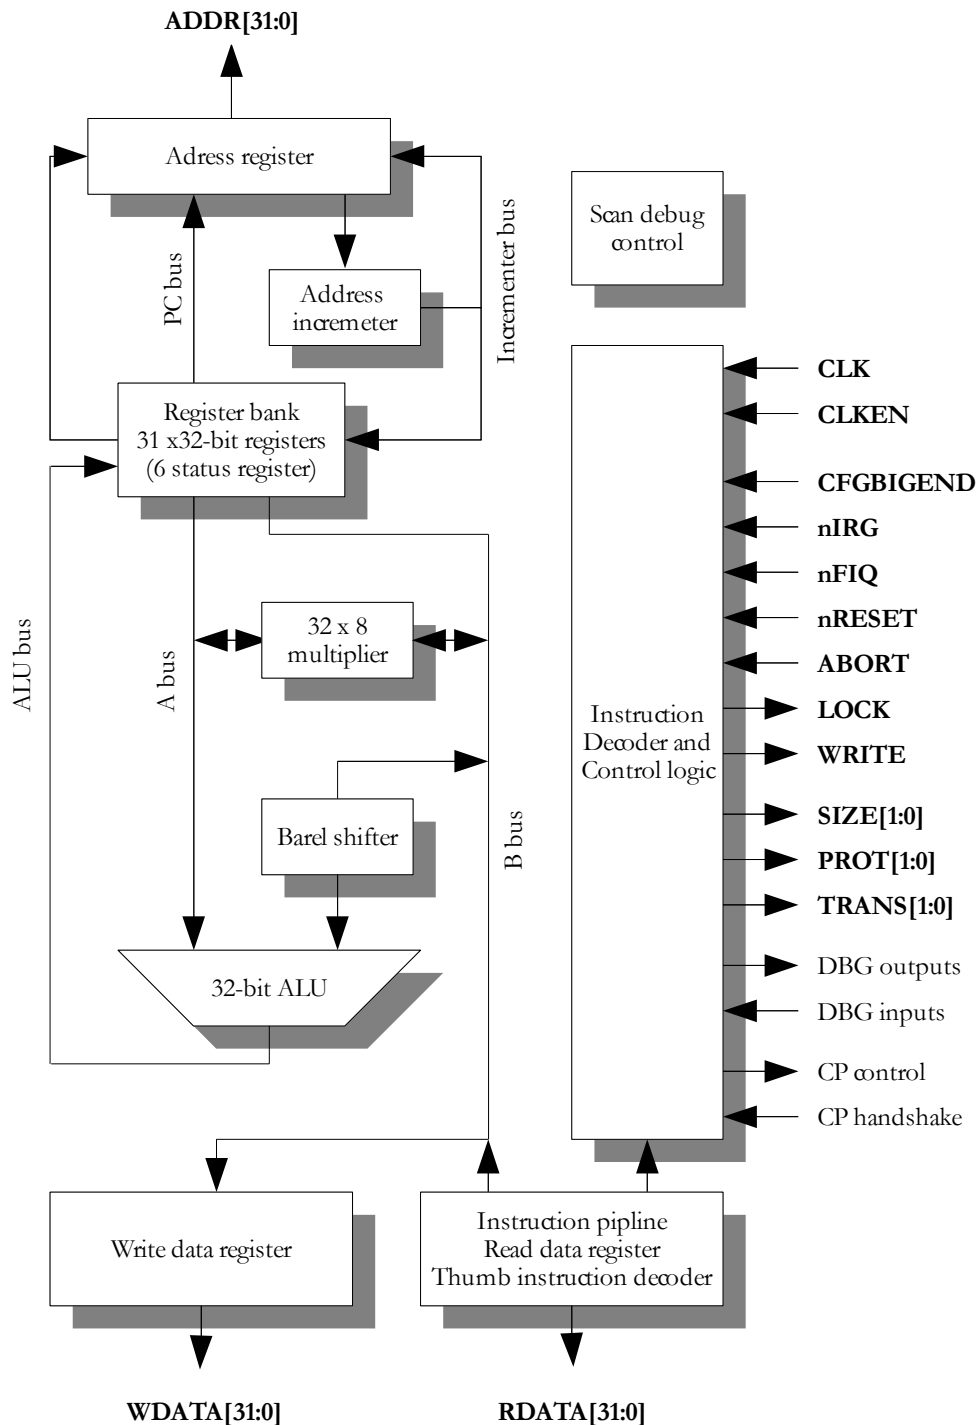 ADDR[31:0]
Adress register
Scan debug
control
PC bus
Incrementer bus
Address
incremeter
CLK
CLKEN
Register bank
31 x32-bit registers
(6 status register)
CFGBIGEND
nIRG
nFIQ
nRESET
ABORT
LOCK
WRITE
SIZE[1:0]
PROT[1:0]
TRANS[1:0]
DBG outputs
DBG inputs
CP control
CP handshake
ALU bus
A bus
32 x 8
multiplier
Instruction
Decoder and
Control logic
Barel shifter
B bus
32-bit ALU
Write data register
Instruction pipline
Read data register
Thumb instruction decoder
WDATA[31:0]
RDATA[31:0]